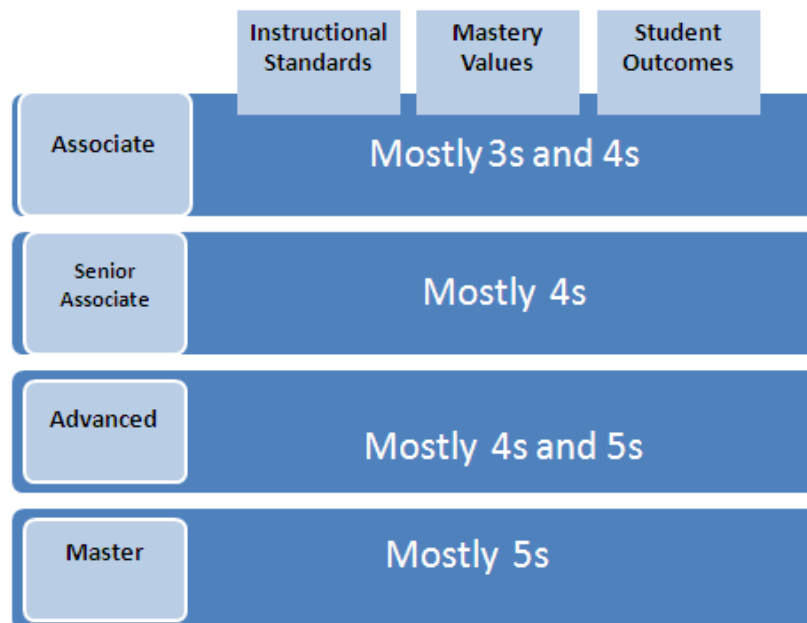 Instructional
Standards
Mastery
Values
Student
Outcomes
Associate
Mostly 3s and 4s
Senior
Associate
Mostly 4s
Advanced
Mostly 4s and 5s
Master
Mostly 5s